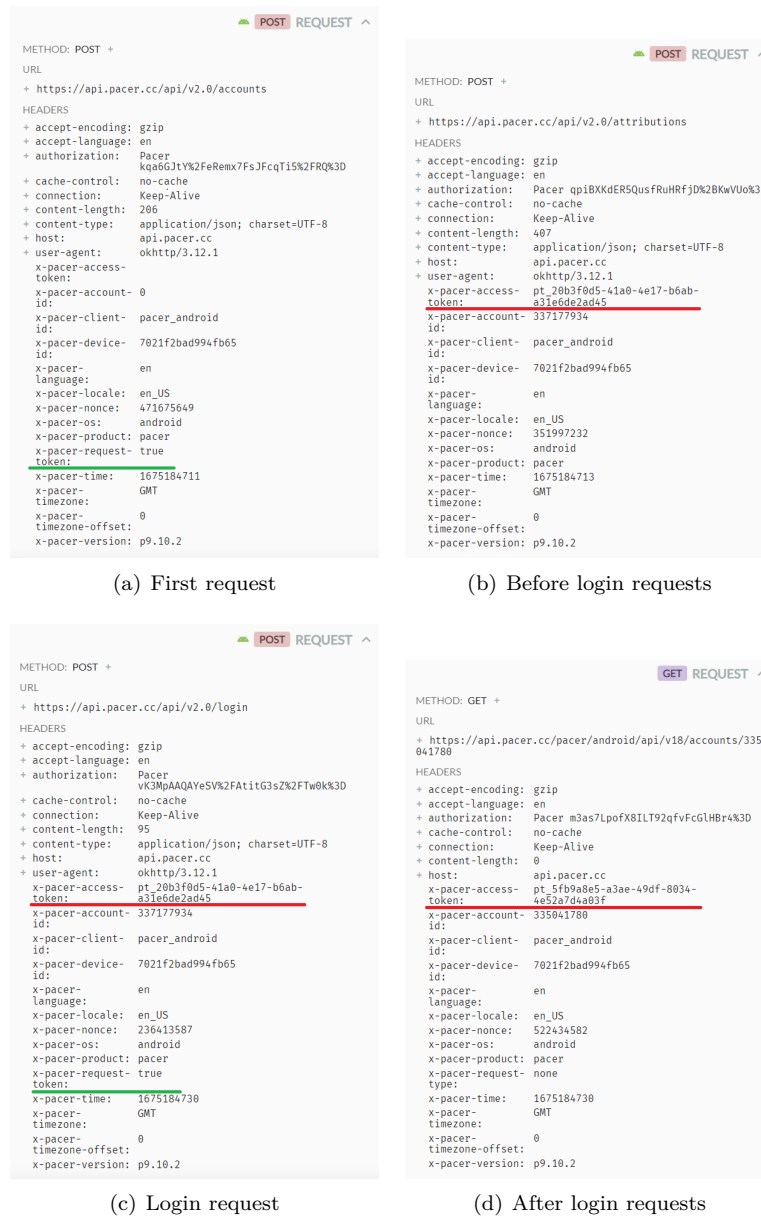 POST REQUEST
METHOD: POST +
URL
+ https://api.pacer.cc/api/v2.0/accounts
HEADERS
+ accept-encoding: gzip
+ accept-language: en
+ authorization: Pacer
kqa6GJtY%2FeRemx7FsJFcqTi5%2FRQ%3D
+ cache-control: no-cache
+ connection: Keep-Alive
+ content-length: 206
+ content-type: application/json; charset=UTF-8
+ host: api.pacer.cc
+ user-agent: okhttp/3.12.1
x-pacer-access-
token:
x-pacer-account- 0
id:
x-pacer-client- pacer_android
id:
x-pacer-device- 7021f2bad994fb65
id:
x-pacer- en
language:
x-pacer-locale: en_US
x-pacer-nonce: 471675649
x-pacer-os: android
x-pacer-product: pacer
x-pacer-request- true
token:
x-pacer-time: 1675184711
x-pacer- GMT
timezone:
x-pacer- 0
timezone-offset:
x-pacer-version: p9.10.2
(a) First request
POST REQUEST
METHOD: POST +
URL
+ https://api.pacer.cc/api/v2.0/attributions
HEADERS
+ accept-encoding: gzip
+ accept-language: en
+ authorization: Pacer qpiBXKdER5QusfRuHRfjD%2BKwVUo%3
+ cache-control: no-cache
+ connection: Keep-Alive
+ content-length: 407
+ content-type: application/json; charset=UTF-8
+ host: api.pacer.cc
+ user-agent: okhttp/3.12.1
x-pacer-access- pt_20b3f0d5-41a0-4e17-b6ab-
token: a31e6de2ad45
x-pacer-account- 337177934
id:
x-pacer-client- pacer_android
id:
x-pacer-device- 7021f2bad994fb65
id:
x-pacer- en
language:
x-pacer-locale: en_US
x-pacer-nonce: 351997232
x-pacer-os: android
x-pacer-product: pacer
x-pacer-time: 1675184713
x-pacer- GMT
timezone:
x-pacer- 0
timezone-offset:
x-pacer-version: p9.10.2
(b) Before login requests
POST REQUEST
METHOD: POST +
URL
+ https://api.pacer.cc/api/v2.0/login
HEADERS
+ accept-encoding: gzip
+ accept-language: en
+ authorization: Pacer
vK3MpAAQAYeSV%2FAtitG3sZ%2FTw0k%3D
+ cache-control: no-cache
+ connection: Keep-Alive
+ content-length: 95
+ content-type: application/json; charset=UTF-8
+ host: api.pacer.cc
+ user-agent: okhttp/3.12.1
x-pacer-access- pt_20b3f0d5-41a0-4e17-b6ab-
token: a31e6de2ad45
x-pacer-account- 337177934
id:
x-pacer-client- pacer_android
id:
x-pacer-device- 7021f2bad994fb65
id:
x-pacer- en
language:
x-pacer-locale: en_US
x-pacer-nonce: 236413587
x-pacer-os: android
x-pacer-product: pacer
x-pacer-request- true
token:
x-pacer-time: 1675184730
x-pacer- GMT
timezone:
x-pacer- 0
timezone-offset:
x-pacer-version: p9.10.2
(c) Login request
GET REQUEST
METHOD: GET +
URL
+ https://api.pacer.cc/pacer/android/api/v18/accounts/335
041780
HEADERS
+ accept-encoding: gzip
+ accept-language: en
+ authorization: Pacer m3as7LpofX8ILT92qfvFcGlHBr4%3D
+ cache-control: no-cache
+ connection: Keep-Alive
+ content-length: 0
+ host: api.pacer.cc
x-pacer-access- pt_5fb9a8e5-a3ae-49df-8034-
token: 4e52a7d4a03f
x-pacer-account- 335041780
id:
x-pacer-client- pacer_android
id:
x-pacer-device- 7021f2bad994fb65
id:
x-pacer- en
language:
x-pacer-locale: en_US
x-pacer-nonce: 522434582
x-pacer-os: android
x-pacer-product: pacer
x-pacer-request- none
type:
x-pacer-time: 1675184730
x-pacer- GMT
timezone:
x-pacer- 0
timezone-offset:
x-pacer-version: p9.10.2
(d) After login requests